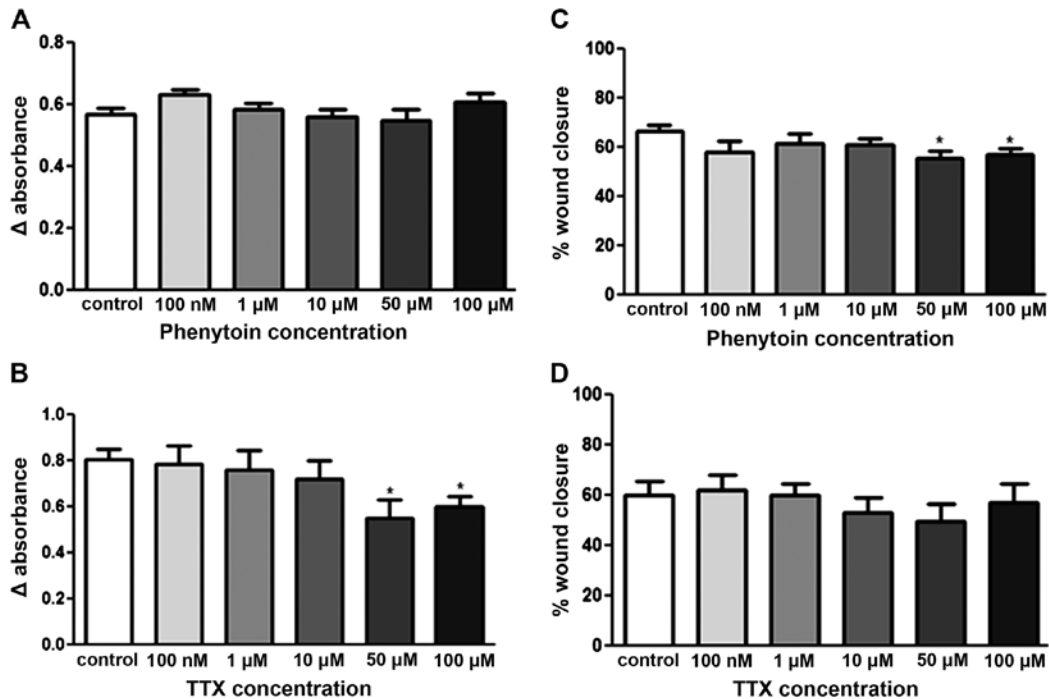 A
Δ absorbance
0.8
0.6
0.4
0.2
0.0
control 100 nM 1 µM 10 µM 50 µM 100 µM
Phenytoin concentration
B
Δ absorbance
1.0
0.8
0.6
0.4
0.2
0.0
* *
control 100 nM 1 µM 10 µM 50 µM 100 µM
TTX concentration
C
% wound closure
100
80
60
40
20
0
* *
control 100 nM 1 µM 10 µM 50 µM 100 µM
Phenytoin concentration
D
% wound closure
100
80
60
40
20
0
control 100 nM 1 µM 10 µM 50 µM 100 µM
TTX concentration